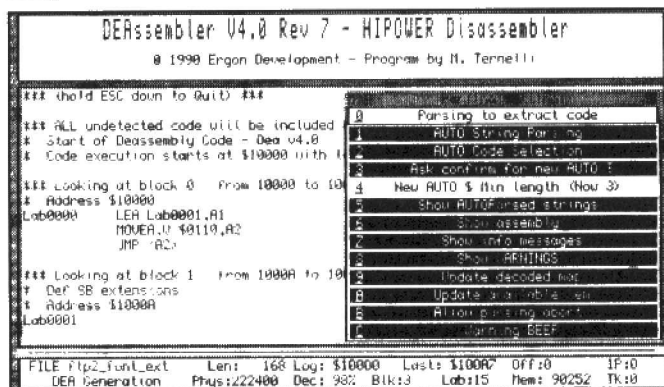 DEAssembler V4.0 Rev 7 - HIPOWER Disassembler
© 1990 Ergon Development - Program by M. Ternelli
*** (hold ESC down to Quit) ***
*** ALL undetected code will be included
* Start of Deassembly Code - Dea v4.0
* Code execution starts at $10000 with
*** Looking at block 0 from 10000 to
* Address $10000
Lab0000 LEA Lab0001,A1
MOVEA.W $0110,A2
JMP (A2)
*** Looking at block 1 from 1000A to
* Def SB extensions
* Address $1000A
Lab0001
0 Parsing to extract code
1 AUTO String Parsing
2 AUTO Code Selection
3 Ask confirm for new AUTO
4 New AUTO $ Min length (Now 3)
5 Show AUTOParsed strings
6 Show assembly
7 Show info messages
8 Show WARNINGS
9 Update decoded map
A Update available mem
B Allow parsing abort
C Warning BEEP
FILE flp2_funl_ext Len: 168 Log: $10000 Last: $100A7 Off:0 IP:0
DEA Generation Phys:222400 Dec: 98% Blk:3 Lab:15 Mem: 90252 Tk:0